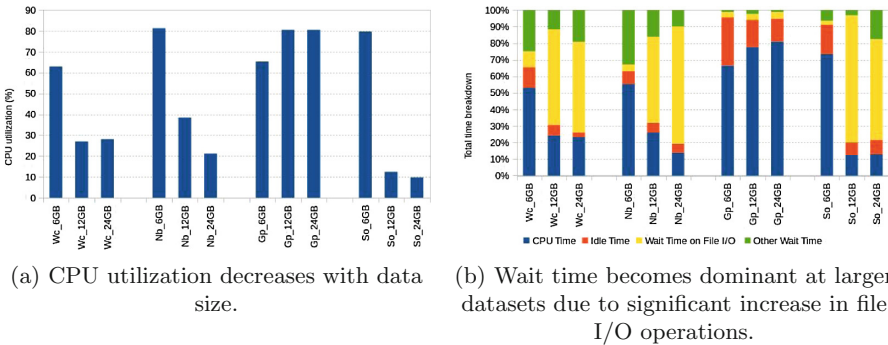 90
80
70
60
50
40
30
20
10
0
CPU utilization (%)
Wc_6GB
Wc_12GB
Wc_24GB
Nb_6GB
Nb_12GB
Nb_24GB
Gp_6GB
Gp_12GB
Gp_24GB
So_6GB
So_12GB
So_24GB
(a) CPU utilization decreases with data
size.
100%
90%
80%
70%
60%
50%
40%
30%
20%
10%
0%
Total time breakdown
Wc_6GB
Wc_12GB
Wc_24GB
Nb_6GB
Nb_12GB
Nb_24GB
Gp_6GB
Gp_12GB
Gp_24GB
So_6GB
So_12GB
So_24GB
CPU Time Idle Time Wait Time on File I/O Other Wait Time
(b) Wait time becomes dominant at larger
datasets due to significant increase in file
I/O operations.